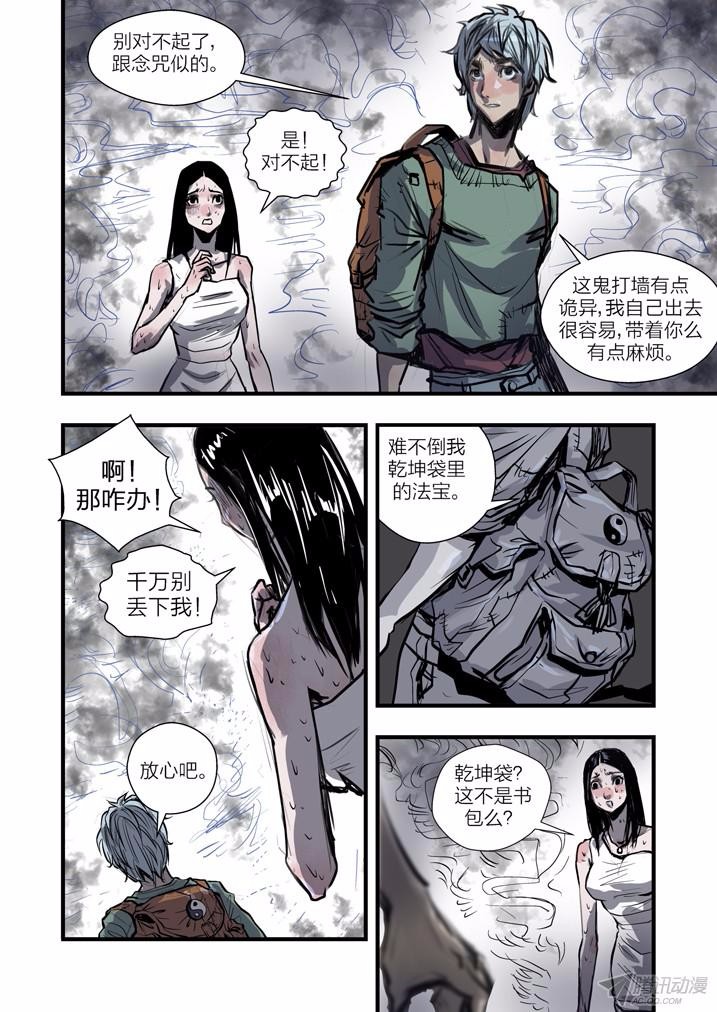 别对不起了,
跟念咒似的。
是!
对不起!
这鬼打墙有点
诡异,我自己出去
很容易,带着你么
有点麻烦。
啊!
那咋办!
千万别
丢下我!
放心吧。
难不倒我
乾坤袋里
的法宝。
乾坤袋?
这不是书
包么?
腾讯动漫
AC.QQ.COM